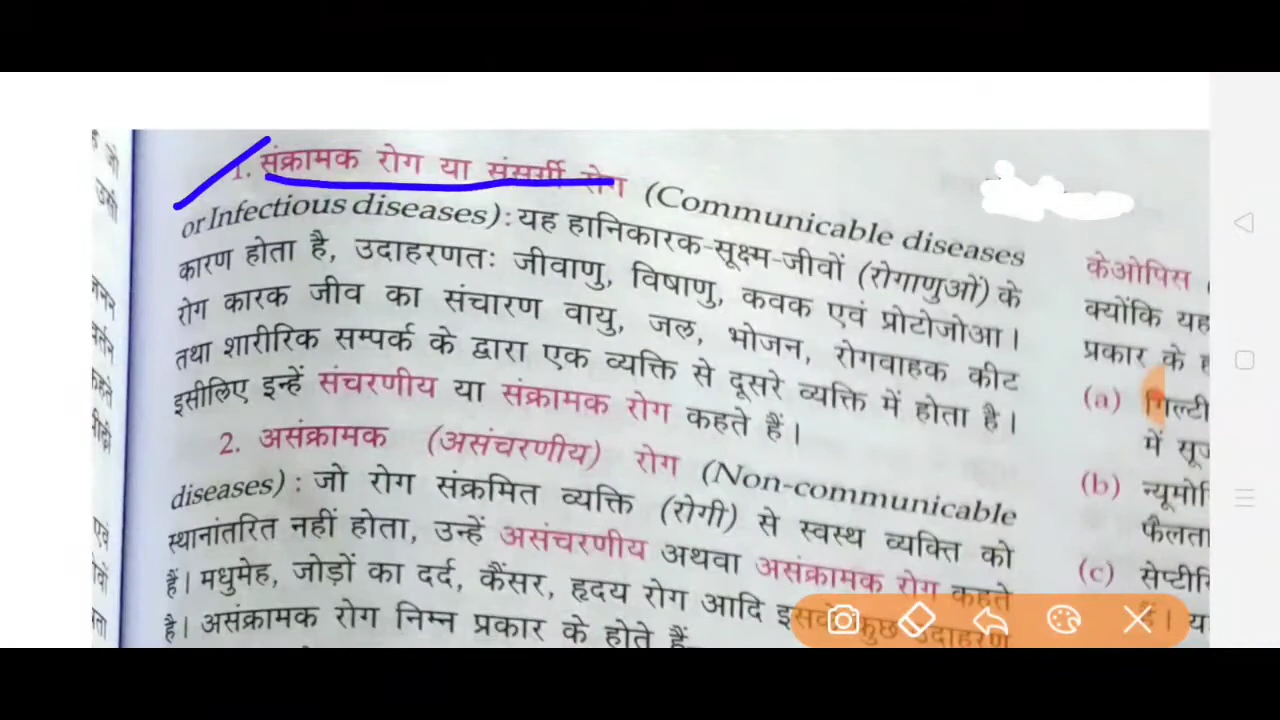 1. संक्रामक रोग या संसर्गी रोग (Communicable diseases
or Infectious diseases) : यह हानिकारक-सूक्ष्म-जीवों (रोगाणुओं) के
कारण होता है, उदाहरणतः जीवाणु, विषाणु, कवक एवं प्रोटोजोआ।
रोग कारक जीव का संचारण वायु, जल, भोजन, रोगवाहक कीट
तथा शारीरिक सम्पर्क के द्वारा एक व्यक्ति से दूसरे व्यक्ति में होता है।
इसीलिए इन्हें संचरणीय या संक्रामक रोग कहते हैं।
2. असंक्रामक (असंचरणीय) रोग (Non-communicable
diseases) : जो रोग संक्रमित व्यक्ति (रोगी) से स्वस्थ व्यक्ति को
स्थानांतरित नहीं होता, उन्हें असंचरणीय अथवा असंक्रामक रोग कहते
हैं। मधुमेह, जोड़ों का दर्द, कैंसर, हृदय रोग आदि इसके कुछ उदाहरण
है। असंक्रामक रोग निम्न प्रकार के होते हैं-
केओपिस
क्योंकि यह
प्रकार के
(a) गिल्टी
में
(b)
(c)